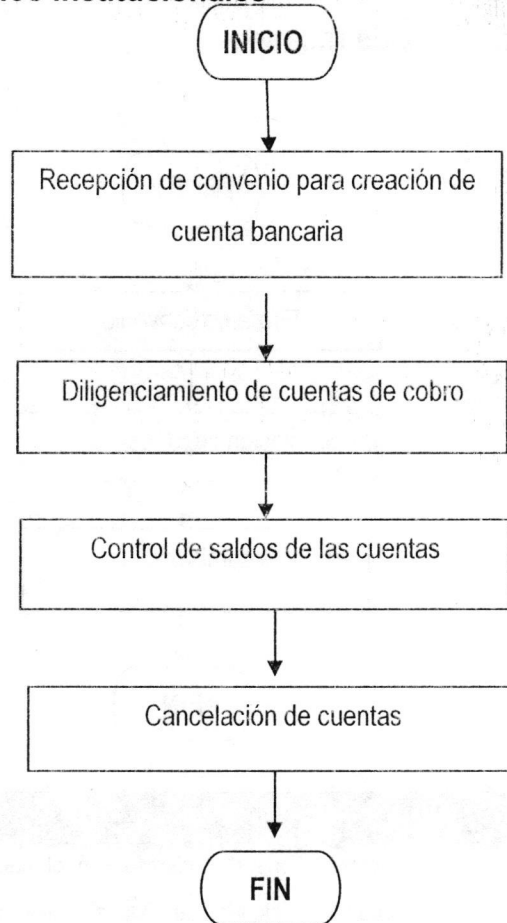 INICIO
Recepción de convenio para creación de
cuenta bancaria
Diligenciamiento de cuentas de cobro
Control de saldos de las cuentas
Cancelación de cuentas
FIN